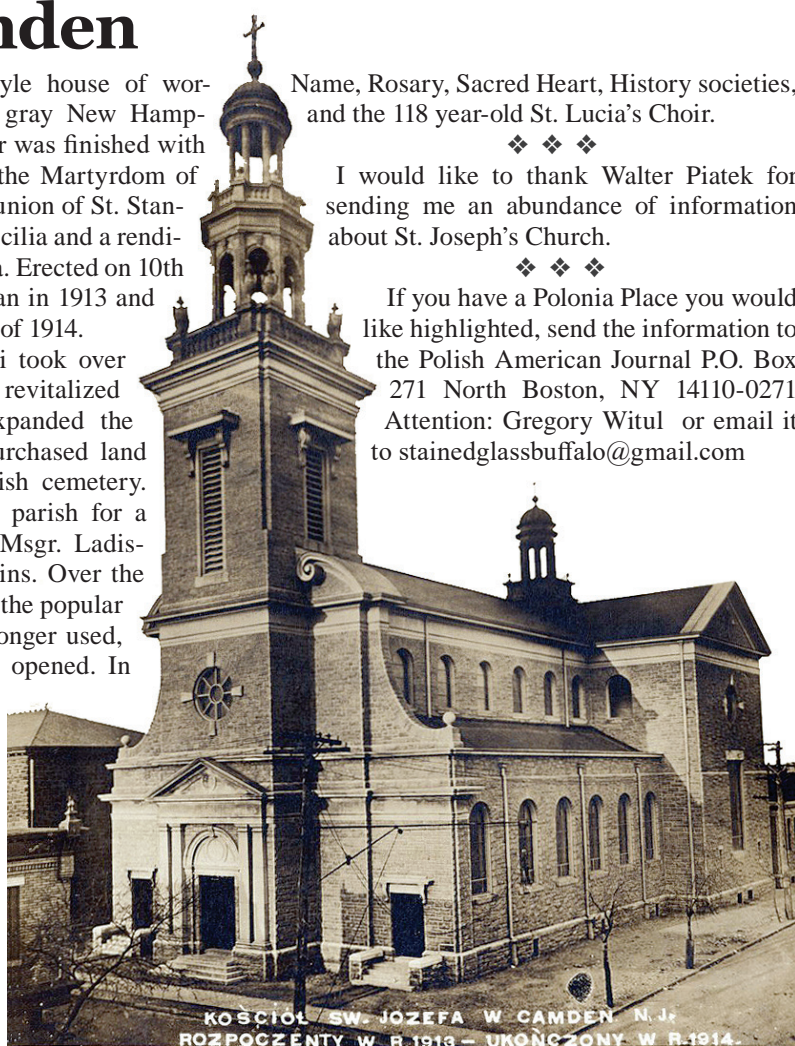 nden
yle house of wor-
gray New Hamp-
r was finished with
the Martyrdom of
union of St. Stan-
cilia and a rendi-
a. Erected on 10th
an in 1913 and
of 1914.
i took over
revitalized
xpanded the
urchased land
ish cemetery.
parish for a
Msgr. Ladis-
ins. Over the
the popular
onger used,
opened. In
Name, Rosary, Sacred Heart, History societies,
and the 118 year-old St. Lucia’s Choir.
❖ ❖ ❖
I would like to thank Walter Piatek for
sending me an abundance of information
about St. Joseph’s Church.
❖ ❖ ❖
If you have a Polonia Place you would
like highlighted, send the information to
the Polish American Journal P.O. Box
271 North Boston, NY 14110-0271
Attention: Gregory Witul or email it
to stainedglassbuffalo@gmail.com
KOŚCIÓŁ SW. JOZEFA W CAMDEN N.J.
ROZPOCZENTY W R.1913 – UKOŃCZONY W R.1914.